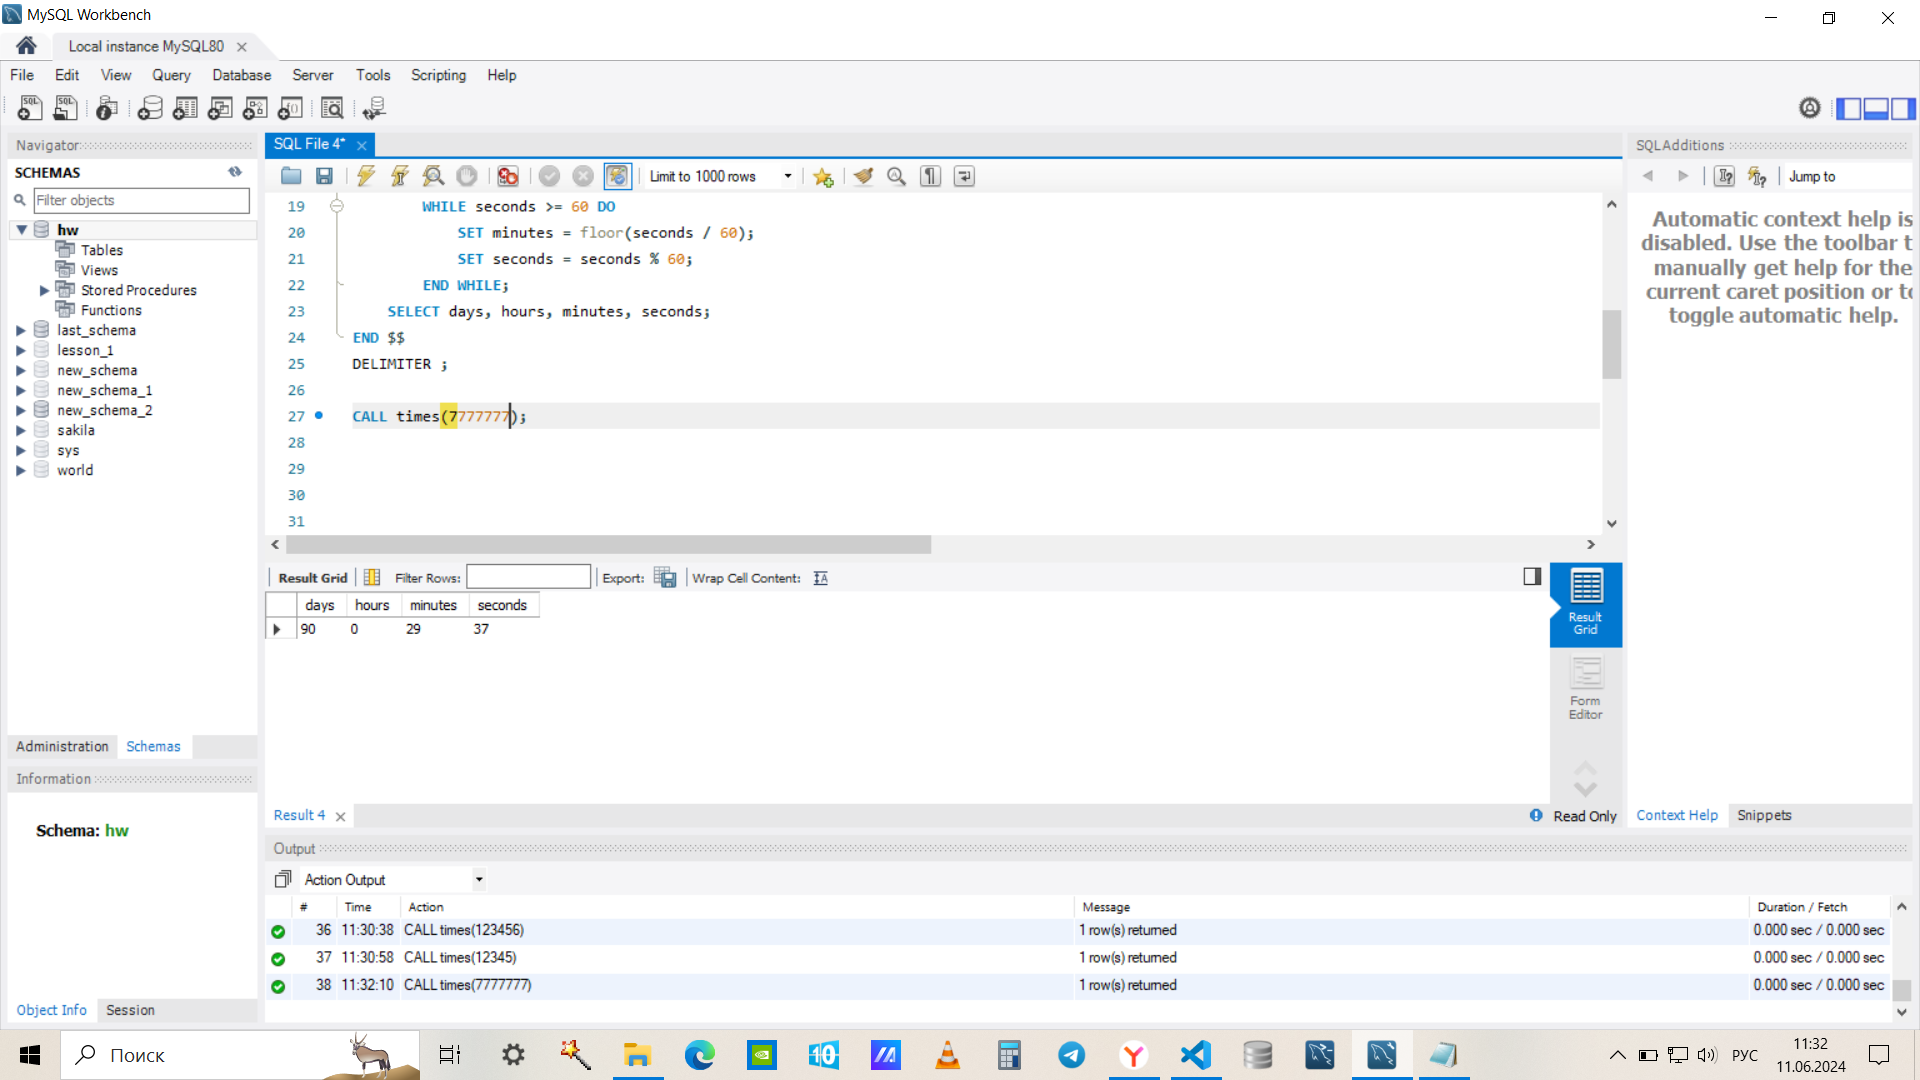 MySQL Workbench
Local instance MySQL80
File Edit View Query Database Server Tools Scripting Help
Navigator
SCHEMAS
Filter objects
hw
Tables
Views
Stored Procedures
Functions
last_schema
lesson_1
new_schema
new_schema_1
new_schema_2
sakila
sys
world
Administration Schemas
Information
Schema: hw
Object Info Session
SQL File 4*
Limit to 1000 rows
19 WHILE seconds >= 60 DO
20 SET minutes = floor(seconds / 60);
21 SET seconds = seconds % 60;
22 END WHILE;
23 SELECT days, hours, minutes, seconds;
24 END $$
25 DELIMITER ;
26
27 CALL times(7777777);
28
29
30
31
Result Grid Filter Rows: Export: Wrap Cell Content:
days hours minutes seconds
90 0 29 37
Result Grid
Form Editor
Result 4
Read Only
SQLAdditions
Jump to
Automatic context help is
disabled. Use the toolbar t
manually get help for the
current caret position or to
toggle automatic help.
Context Help Snippets
Output
Action Output
# Time Action Message Duration / Fetch
36 11:30:38 CALL times(123456) 1 row(s) returned 0.000 sec / 0.000 sec
37 11:30:58 CALL times(12345) 1 row(s) returned 0.000 sec / 0.000 sec
38 11:32:10 CALL times(7777777) 1 row(s) returned 0.000 sec / 0.000 sec
Поиск
РУС
11:32
11.06.2024